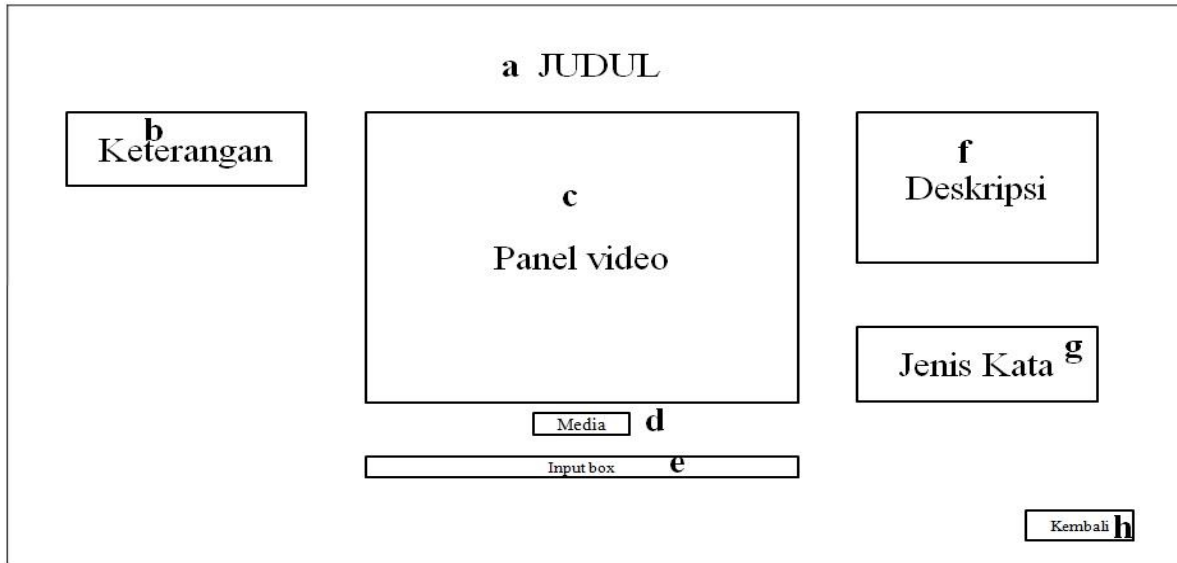 a JUDUL
b
Keterangan
c
Panel video
f
Deskripsi
Jenis Kata g
Media d
Input box e
Kembali h